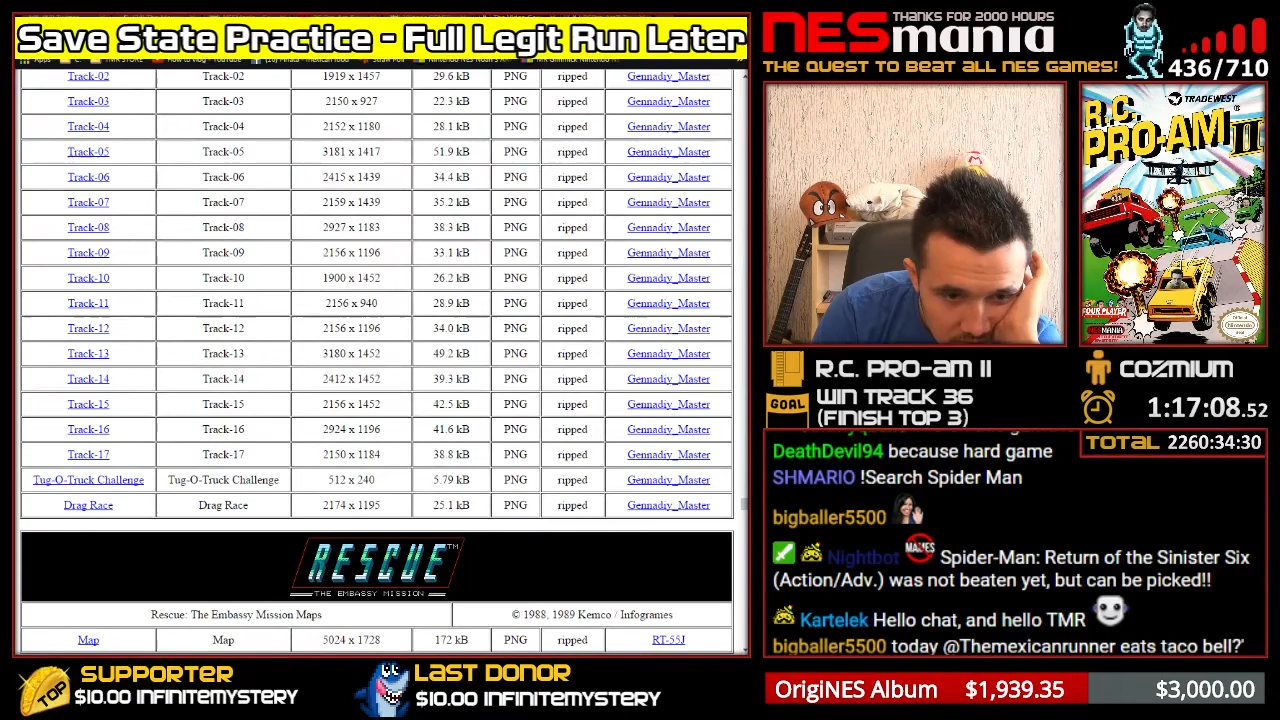 Save State Practice - Full Legit Run Later
Track-02 Track-02 1919 x 1457 29.6 kB PNG ripped Gennadiy_Master
Track-03 Track-03 2150 x 927 22.3 kB PNG ripped Gennadiy_Master
Track-04 Track-04 2152 x 1180 28.1 kB PNG ripped Gennadiy_Master
Track-05 Track-05 3181 x 1417 51.9 kB PNG ripped Gennadiy_Master
Track-06 Track-06 2415 x 1439 34.4 kB PNG ripped Gennadiy_Master
Track-07 Track-07 2159 x 1439 35.2 kB PNG ripped Gennadiy_Master
Track-08 Track-08 2927 x 1183 38.3 kB PNG ripped Gennadiy_Master
Track-09 Track-09 2156 x 1196 33.1 kB PNG ripped Gennadiy_Master
Track-10 Track-10 1900 x 1452 26.2 kB PNG ripped Gennadiy_Master
Track-11 Track-11 2156 x 940 28.9 kB PNG ripped Gennadiy_Master
Track-12 Track-12 2156 x 1196 34.0 kB PNG ripped Gennadiy_Master
Track-13 Track-13 3180 x 1452 49.2 kB PNG ripped Gennadiy_Master
Track-14 Track-14 2412 x 1452 39.3 kB PNG ripped Gennadiy_Master
Track-15 Track-15 2156 x 1452 42.5 kB PNG ripped Gennadiy_Master
Track-16 Track-16 2924 x 1196 41.6 kB PNG ripped Gennadiy_Master
Track-17 Track-17 2150 x 1184 38.8 kB PNG ripped Gennadiy_Master
Tug-O-Truck Challenge Tug-O-Truck Challenge 512 x 240 5.79 kB PNG ripped Gennadiy_Master
Drag Race Drag Race 2174 x 1195 25.1 kB PNG ripped Gennadiy_Master
RESCUE™
THE EMBASSY MISSION
Rescue: The Embassy Mission Maps © 1988, 1989 Kemco / Infogrames
Map Map 5024 x 1728 172 kB PNG ripped RT-55J
TOP
SUPPORTER
$10.00 INFINITEMYSTERY
LAST DONOR
$10.00 INFINITEMYSTERY
NESmania
THANKS FOR 2000 HOURS
THE QUEST TO BEAT ALL NES GAMES!
436/710
TRADEWEST
R.C.
PRO-AM II
FOUR PLAYER
R.C. PRO-AM II
GOAL
WIN TRACK 36
(FINISH TOP 3)
COZMIUM
1:17:08.52
TOTAL 2260:34:30
DeathDevil94 because hard game
SHMARIO !Search Spider Man
bigballer5500
Nightbot Spider-Man: Return of the Sinister Six
(Action/Adv.) was not beaten yet, but can be picked!!
Kartelek Hello chat, and hello TMR
bigballer5500 today @Themexicanrunner eats taco bell?'
OrigiNES Album $1,939.35 $3,000.00